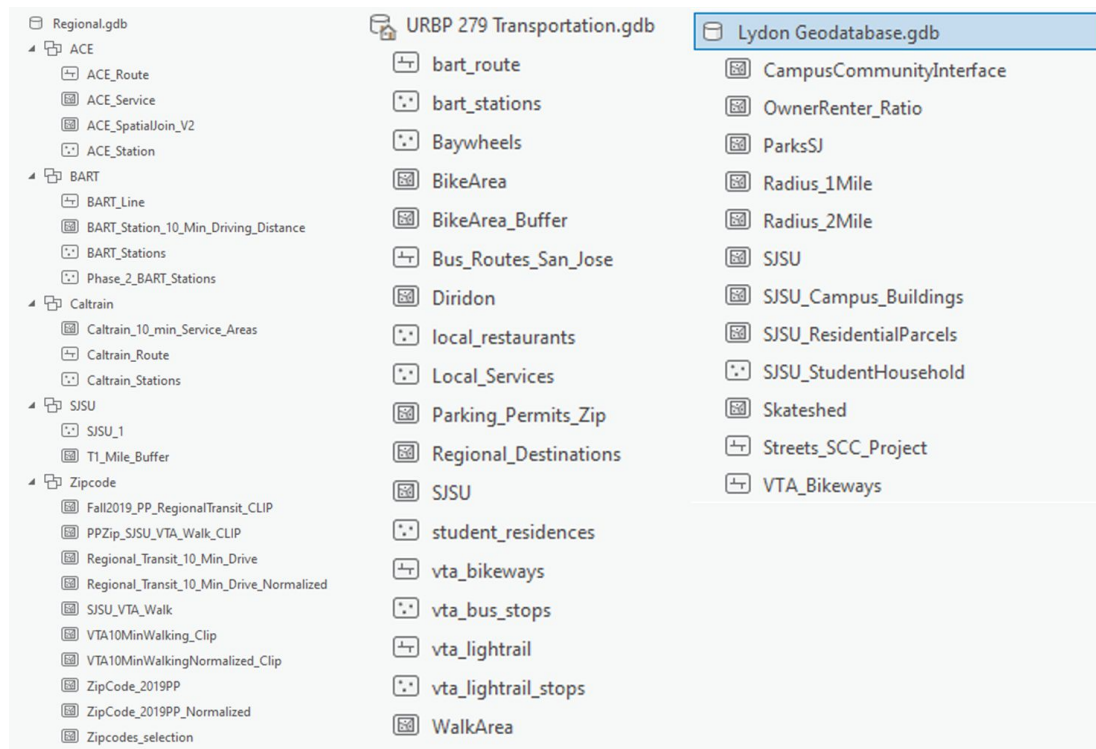 Regional.gdb
ACE
ACE_Route
ACE_Service
ACE_SpatialJoin_V2
ACE_Station
BART
BART_Line
BART_Station_10_Min_Driving_Distance
BART_Stations
Phase_2_BART_Stations
Caltrain
Caltrain_10_min_Service_Areas
Caltrain_Route
Caltrain_Stations
SJSU
SJSU_1
T1_Mile_Buffer
Zipcode
Fall2019_PP_RegionalTransit_CLIP
PPZip_SJSU_VTA_Walk_CLIP
Regional_Transit_10_Min_Drive
Regional_Transit_10_Min_Drive_Normalized
SJSU_VTA_Walk
VTA10MinWalking_Clip
VTA10MinWalkingNormalized_Clip
ZipCode_2019PP
ZipCode_2019PP_Normalized
Zipcodes_selection
URBP 279 Transportation.gdb
bart_route
bart_stations
Baywheels
BikeArea
BikeArea_Buffer
Bus_Routes_San_Jose
Diridon
local_restaurants
Local_Services
Parking_Permits_Zip
Regional_Destinations
SJSU
student_residences
vta_bikeways
vta_bus_stops
vta_lightrail
vta_lightrail_stops
WalkArea
Lydon Geodatabase.gdb
CampusCommunityInterface
OwnerRenter_Ratio
ParksSJ
Radius_1Mile
Radius_2Mile
SJSU
SJSU_Campus_Buildings
SJSU_ResidentialParcels
SJSU_StudentHousehold
Skateshed
Streets_SCC_Project
VTA_Bikeways